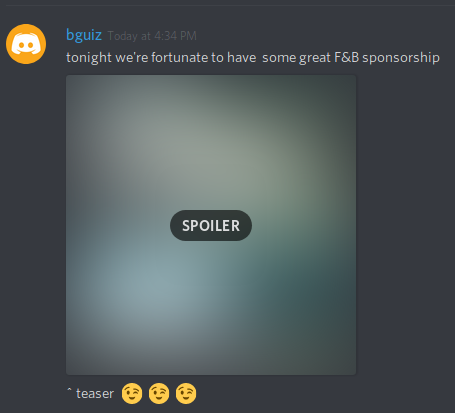 bguiz Today at 4:34 PM
tonight we're fortunate to have some great F&B sponsorship
SPOILER
^ teaser 😉 😉 😉